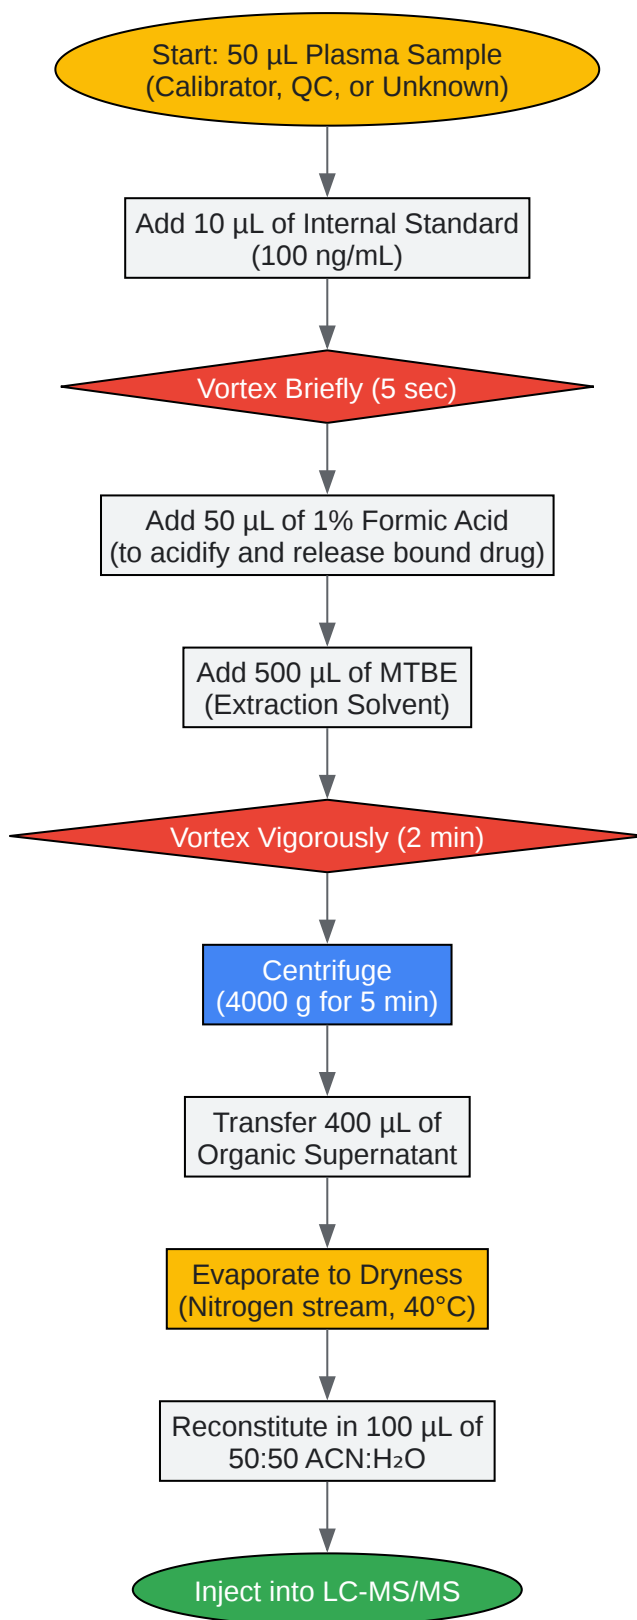 Start: 50 µL Plasma Sample
(Calibrator, QC, or Unknown)
Add 10 µL of Internal Standard
(100 ng/mL)
Vortex Briefly (5 sec)
Add 50 µL of 1% Formic Acid
(to acidify and release bound drug)
Add 500 µL of MTBE
(Extraction Solvent)
Vortex Vigorously (2 min)
Centrifuge
(4000 g for 5 min)
Transfer 400 µL of
Organic Supernatant
Evaporate to Dryness
(Nitrogen stream, 40°C)
Reconstitute in 100 µL of
50:50 ACN:H₂O
Inject into LC-MS/MS